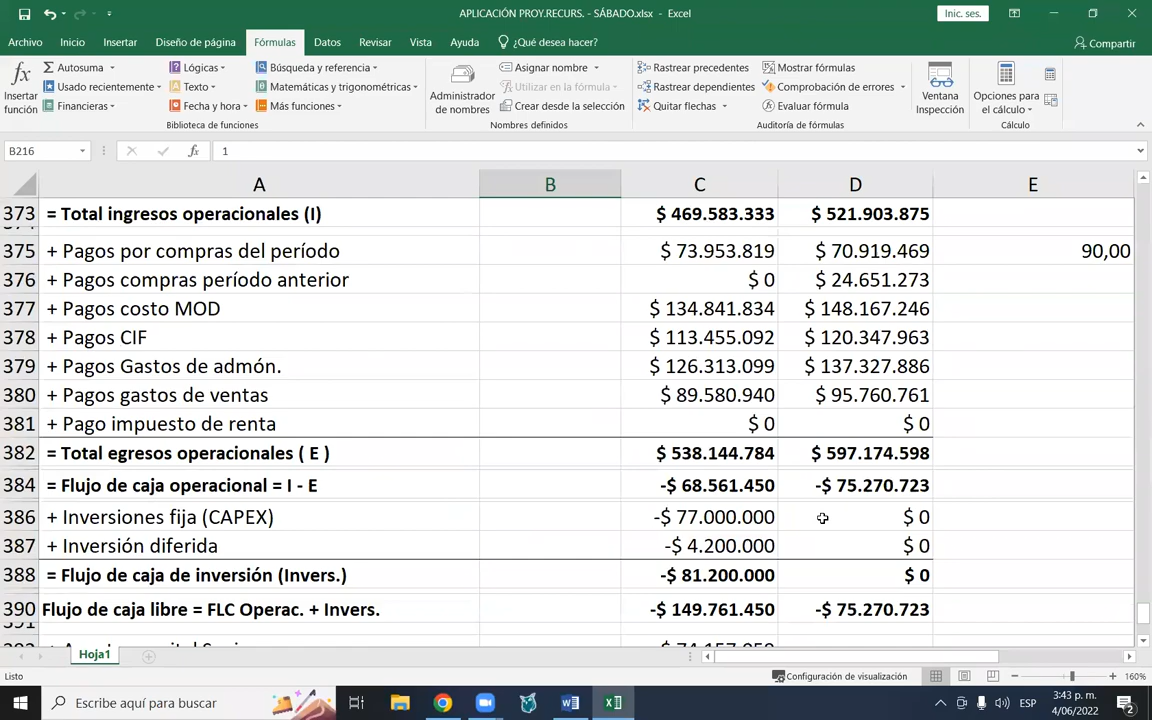 APLICACIÓN PROY.RECURS. - SÁBADO.xlsx - Excel
Inic. ses.
Archivo Inicio Insertar Diseño de página Fórmulas Datos Revisar Vista Ayuda ¿Qué desea hacer? Compartir
fx Insertar función
Autosuma Lógicas Búsqueda y referencia
Usado recientemente Texto Matemáticas y trigonométricas
Financieras Fecha y hora Más funciones
Biblioteca de funciones
Administrador de nombres
Asignar nombre
Utilizar en la fórmula
Crear desde la selección
Nombres definidos
Rastrear precedentes Mostrar fórmulas
Rastrear dependientes Comprobación de errores
Quitar flechas Evaluar fórmula
Auditoría de fórmulas
Ventana Inspección
Opciones para el cálculo
Cálculo
B216 fx 1
A B C D E
373 = Total ingresos operacionales (I) $ 469.583.333 $ 521.903.875
375 + Pagos por compras del período $ 73.953.819 $ 70.919.469 90,00
376 + Pagos compras período anterior $ 0 $ 24.651.273
377 + Pagos costo MOD $ 134.841.834 $ 148.167.246
378 + Pagos CIF $ 113.455.092 $ 120.347.963
379 + Pagos Gastos de admón. $ 126.313.099 $ 137.327.886
380 + Pagos gastos de ventas $ 89.580.940 $ 95.760.761
381 + Pago impuesto de renta $ 0 $ 0
382 = Total egresos operacionales ( E ) $ 538.144.784 $ 597.174.598
384 = Flujo de caja operacional = I - E -$ 68.561.450 -$ 75.270.723
386 + Inversiones fija (CAPEX) -$ 77.000.000 $ 0
387 + Inversión diferida -$ 4.200.000 $ 0
388 = Flujo de caja de inversión (Invers.) -$ 81.200.000 $ 0
390 Flujo de caja libre = FLC Operac. + Invers. -$ 149.761.450 -$ 75.270.723
Hoja1
Listo Configuración de visualización 160%
Escribe aquí para buscar
ESP
3:43 p. m.
4/06/2022
2